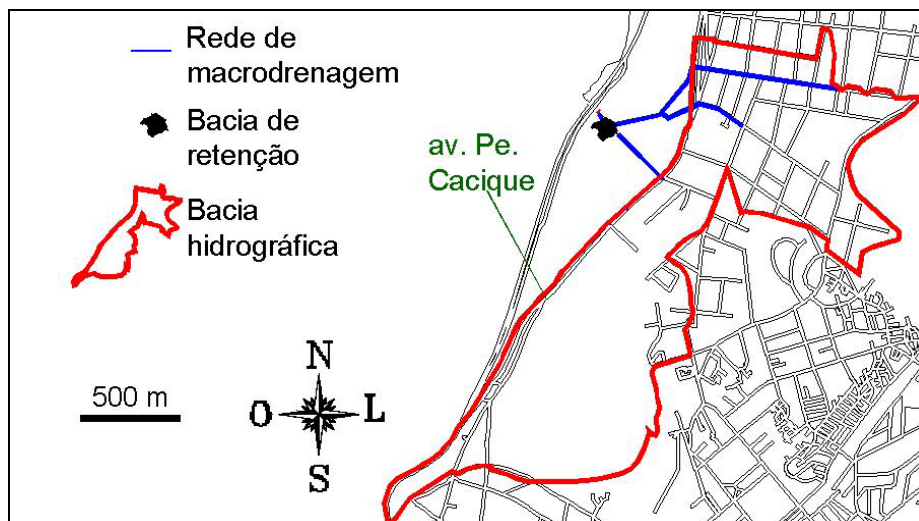 Rede de
macrodrenagem
Bacia de
retenção
Bacia
hidrográfica
av. Pe.
Cacique
500 m
N
O
L
S